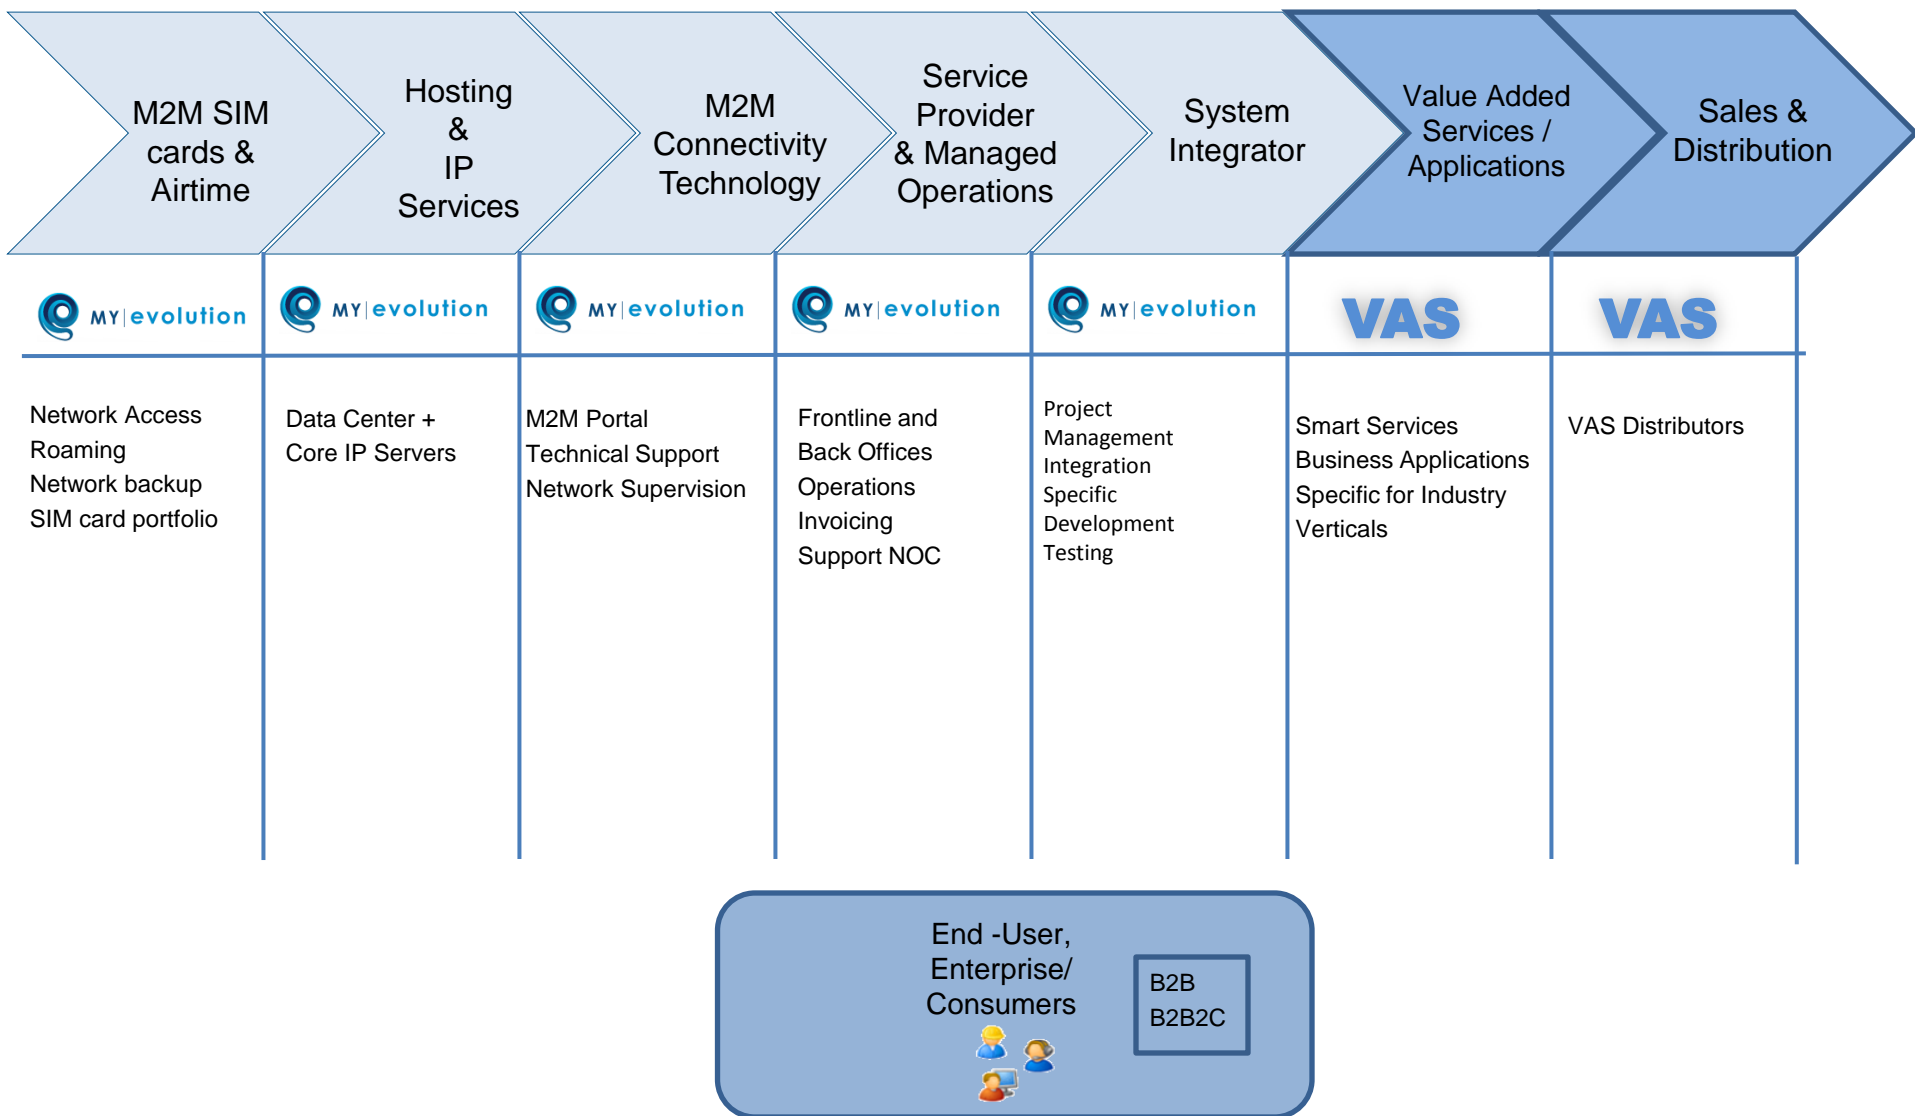 M2M SIM
cards &
Airtime
Hosting
&
IP
Services
M2M
Connectivity
Technology
Service
Provider
& Managed
Operations
System
Integrator
Value Added
Services /
Applications
Sales &
Distribution
MY|evolution
MY|evolution
MY|evolution
MY|evolution
MY|evolution
VAS
VAS
Network Access
Roaming
Network backup
SIM card portfolio
Data Center +
Core IP Servers
M2M Portal
Technical Support
Network Supervision
Frontline and
Back Offices
Operations
Invoicing
Support NOC
Project
Management
Integration
Specific
Development
Testing
Smart Services
Business Applications
Specific for Industry
Verticals
VAS Distributors
End -User,
Enterprise/
Consumers
B2B
B2B2C